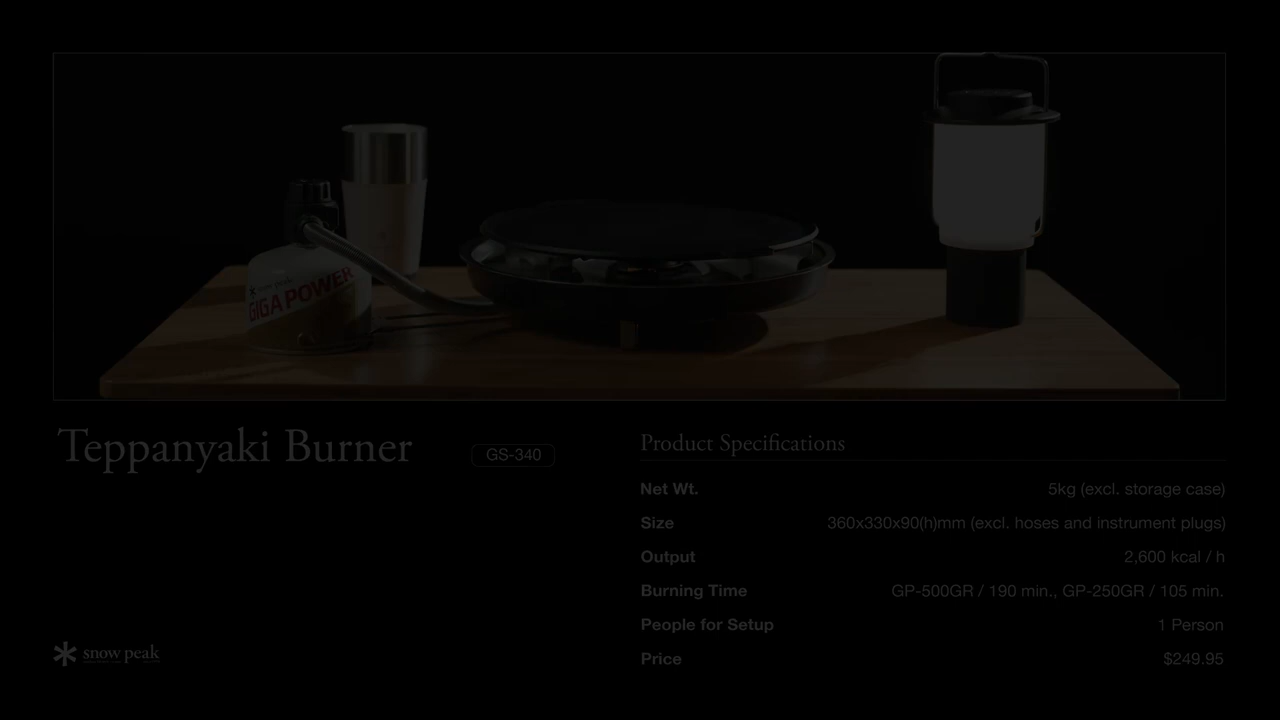 GIGA POWER
Teppanyaki Burner
GS-340
Product Specifications
Net Wt. 5kg (excl. storage case)
Size 360x330x90(h)mm (excl. hoses and instrument plugs)
Output 2,600 kcal / h
Burning Time GP-500GR / 190 min., GP-250GR / 105 min.
People for Setup 1 Person
Price $249.95
snow peak